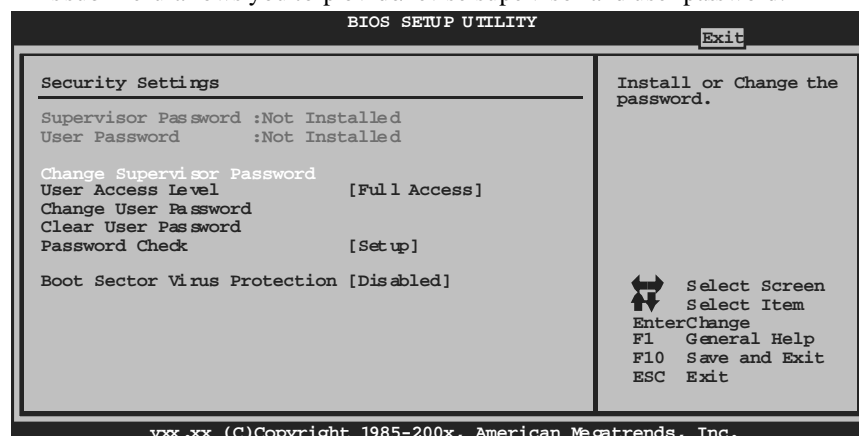 BIOS SETUP UTILITY
Exit
Security Settings
Supervisor Password :Not Installed
User Password :Not Installed
Change Supervisor Password
User Access Level [Full Access]
Change User Password
Clear User Password
Password Check [Setup]
Boot Sector Virus Protection [Disabled]
Install or Change the
password.
Select Screen
Select Item
EnterChange
F1 General Help
F10 Save and Exit
ESC Exit
vxx.xx (C)Copyright 1985-200x, American Megatrends, Inc.